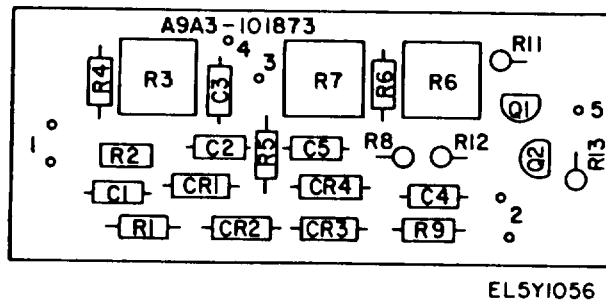 A9A3-101873
R4
R3
C3
4
3
R7
R6
R6
R11
Q1
5
1
R2
C2
R5
C5
R8
R12
Q2
R13
C1
CR1
CR4
C4
2
R1
CR2
CR3
R9
EL5Y1056